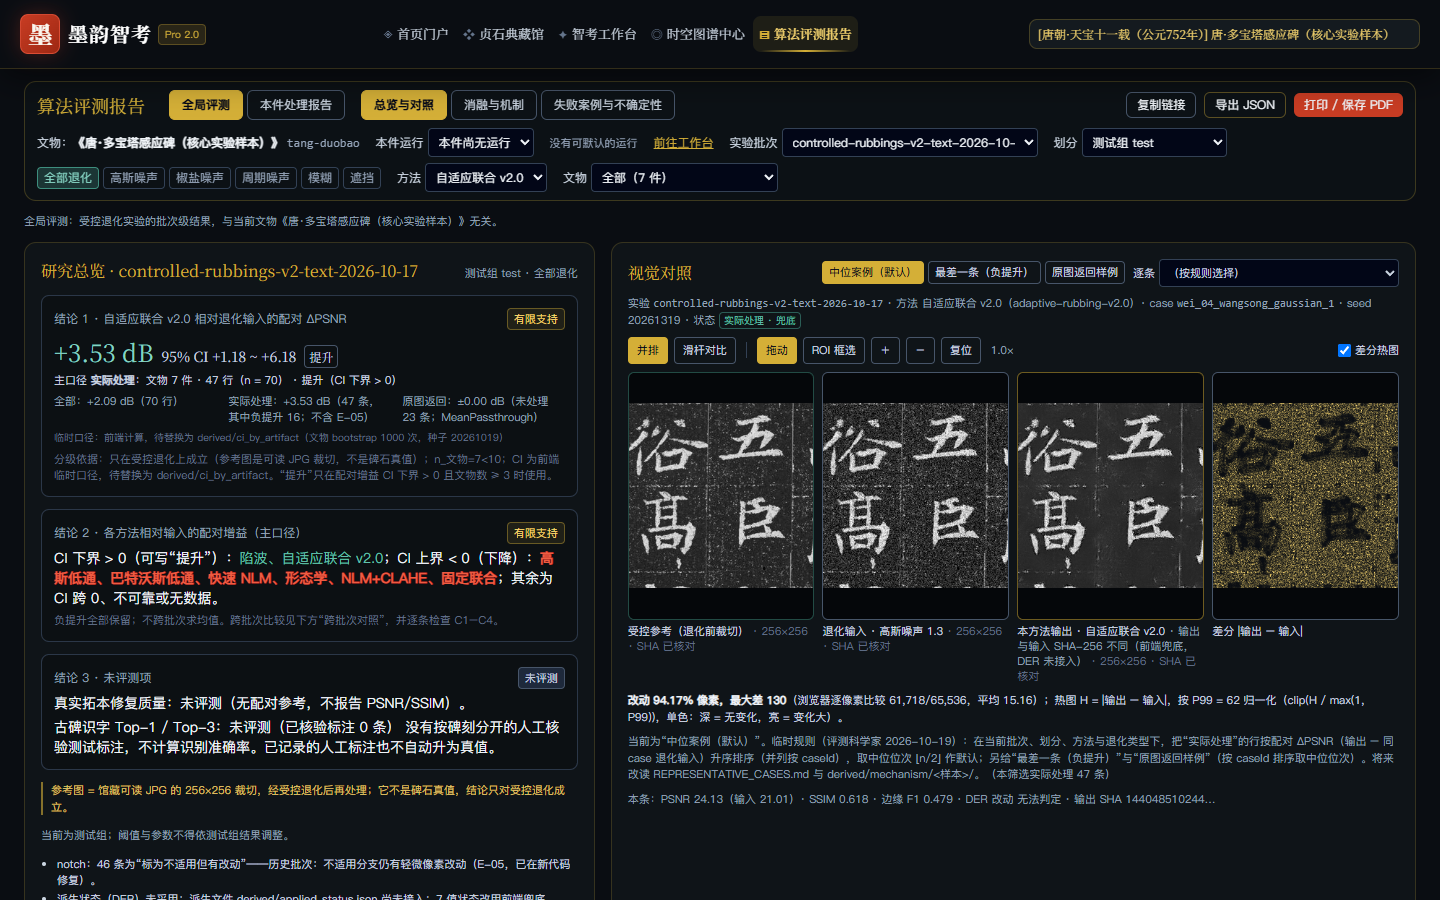 墨 墨韵智考 Pro 2.0 首页门户 贞石典藏馆 智考工作台 时空图谱中心 算法评测报告 [唐朝·天宝十一载（公元752年）] 唐·多宝塔感应碑（核心实验样本）
算法评测报告 全局评测 本件处理报告 总览与对照 消融与机制 失败案例与不确定性 复制链接 导出 JSON 打印 / 保存 PDF
文物： 《唐·多宝塔感应碑（核心实验样本）》 tang-duobao 本件运行 本件尚无运行 没有可默认的运行 前往工作台 实验批次 controlled-rubbings-v2-text-2026-10- 划分 测试组 test
全部退化 高斯噪声 椒盐噪声 周期噪声 模糊 遮挡 方法 自适应联合 v2.0 文物 全部（7 件）
全局评测：受控退化实验的批次级结果，与当前文物《唐·多宝塔感应碑（核心实验样本）》无关。
研究总览 · controlled-rubbings-v2-text-2026-10-17 测试组 test · 全部退化
结论 1 · 自适应联合 v2.0 相对退化输入的配对 ΔPSNR 有限支持
+3.53 dB 95% CI +1.18 ~ +6.18 提升
主口径 实际处理：文物 7 件 · 47 行（n = 70） · 提升（CI 下界 > 0）
全部：+2.09 dB（70 行）
实际处理：+3.53 dB（47 条，
其中负提升 16；不含 E-05）
原图返回：±0.00 dB（未处理
23 条；MeanPassthrough）
临时口径：前端计算，待替换为 derived/ci_by_artifact（文物 bootstrap 1000 次，种子 20261019）
分级依据：只在受控退化上成立（参考图是可读 JPG 裁切，不是碑石真值）；n_文物=7<10；CI 为前端
临时口径，待替换为 derived/ci_by_artifact。“提升”只在配对增益 CI 下界 > 0 且文物数 ≥ 3 时使用。
结论 2 · 各方法相对输入的配对增益（主口径） 有限支持
CI 下界 > 0（可写“提升”）：陷波、自适应联合 v2.0；CI 上界 < 0（下降）：高
斯低通、巴特沃斯低通、快速 NLM、形态学、NLM+CLAHE、固定联合；其余为
CI 跨 0、不可靠或无数据。
负提升全部保留；不跨批次求均值。跨批次比较见下方“跨批次对照”，并逐条检查 C1—C4。
结论 3 · 未评测项 未评测
真实拓本修复质量：未评测（无配对参考，不报告 PSNR/SSIM）。
古碑识字 Top-1 / Top-3：未评测（已核验标注 0 条） 没有按碑刻分开的人工核
验测试标注，不计算识别准确率。已记录的人工标注也不自动升为真值。
参考图 = 馆藏可读 JPG 的 256×256 裁切，经受控退化后再处理；它不是碑石真值，结论只对受控退化成
立。
当前为测试组；阈值与参数不得依测试组结果调整。
notch：46 条为“标为不适用但有改动”——历史批次：不适用分支仍有轻微像素改动（E-05，已在新代码
修复）。
派生状态（DER）未采用：派生文件 derived/applied_status.json 尚未接入；7 值状态改用前端兜底
视觉对照 中位案例（默认） 最差一条（负提升） 原图返回样例 逐条 （按规则选择）
实验 controlled-rubbings-v2-text-2026-10-17 · 方法 自适应联合 v2.0（adaptive-rubbing-v2.0） · case wei_04_wangsong_gaussian_1 · seed
20261319 · 状态 实际处理 · 兜底
并排 滑杆对比 拖动 ROI 框选 + − 复位 1.0× 差分热图
俗 五
高 臣
俗 五
高 臣
俗 五
高 臣
俗 五
高 臣
受控参考（退化前裁切） · 256×256
· SHA 已核对
退化输入 · 高斯噪声 1.3 · 256×256
· SHA 已核对
本方法输出 · 自适应联合 v2.0 · 输出
与输入 SHA-256 不同（前端兜底，
DER 未接入） · 256×256 · SHA 已
核对
差分 |输出 − 输入|
改动 94.17% 像素，最大差 130（浏览器逐像素比较 61,718/65,536，平均 15.16）；热图 H = |输出 − 输入|，按 P99 = 62 归一化（clip(H / max(1,
P99))，单色：深 = 无变化，亮 = 变化大）。
当前为“中位案例（默认）”。临时规则（评测科学家 2026-10-19）：在当前批次、划分、方法与退化类型下，把“实际处理”的行按配对 ΔPSNR（输出 − 同
case 退化输入）升序排序（并列按 caseId），取中位位次 ⌊n/2⌋ 作默认；另给“最差一条（负提升）”与“原图返回样例”（按 caseId 排序取中位位次）。将来
改读 REPRESENTATIVE_CASES.md 与 derived/mechanism/<样本>/。（本筛选实际处理 47 条）
本条：PSNR 24.13（输入 21.01） · SSIM 0.618 · 边缘 F1 0.479 · DER 改动 无法判定 · 输出 SHA 144048510244…